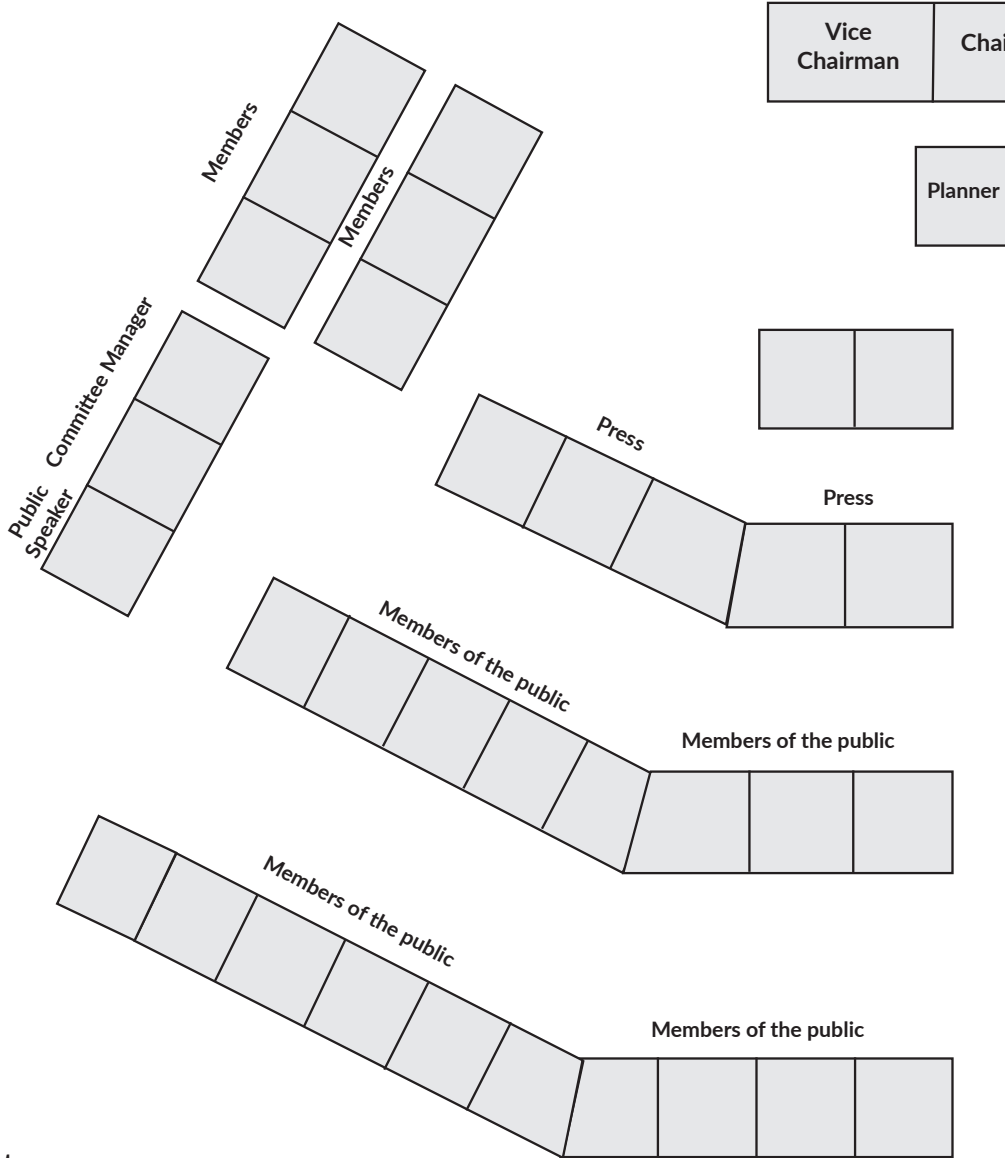 Vice
Chairman
Members
Members
Planner
Committee Manager
Public
Speaker
Press
Press
Members of the public
Members of the public
Members of the public
Members of the public